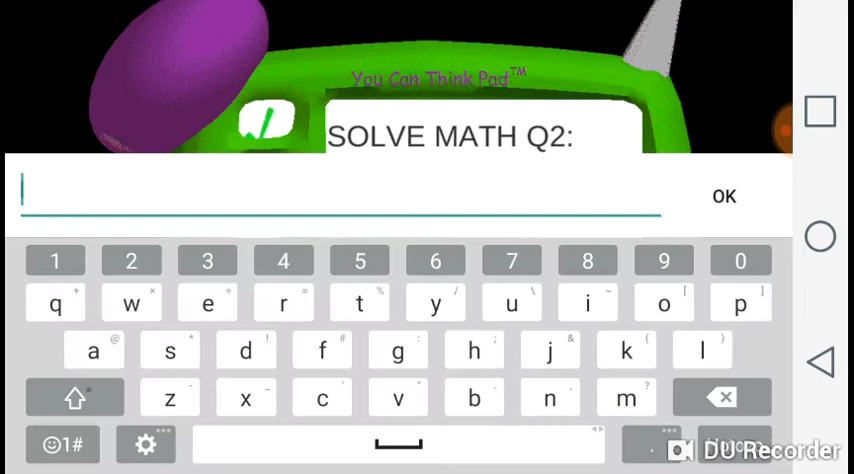 You Can Think Pad™
SOLVE MATH Q2:
OK
1 2 3 4 5 6 7 8 9 0
q w e r t y u i o p
a s d f g h j k l
z x c v b n m
☺1#
DU Recorder